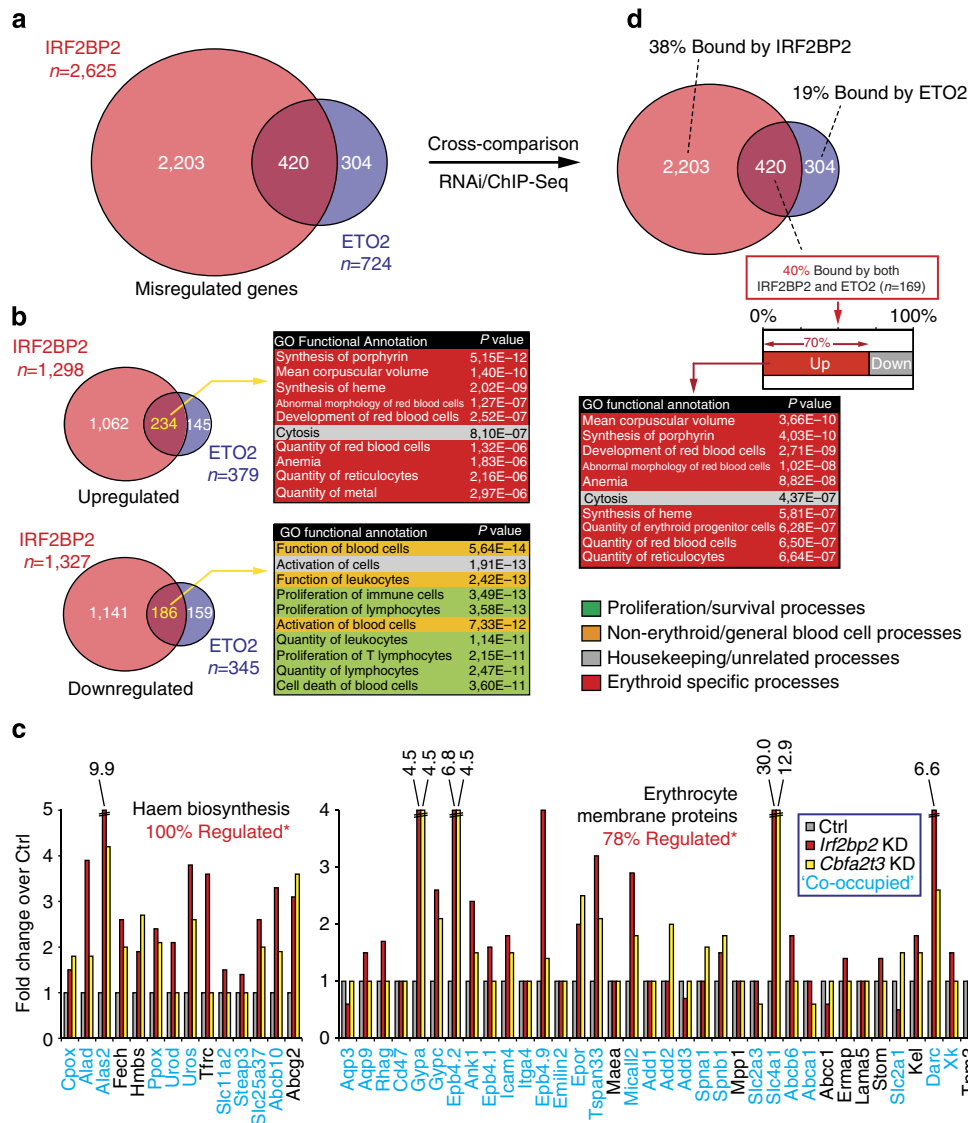 a
IRF2BP2
n=2,625
2,203
420
304
ETO2
n=724
Misregulated genes
Cross-comparison
RNAi/ChIP-Seq
d
38% Bound by IRF2BP2
19% Bound by ETO2
2,203
420
304
40% Bound by both
IRF2BP2 and ETO2 (n=169)
0%
100%
70%
Up
Down
GO functional annotation P value
Mean corpuscular volume 3,66E–10
Synthesis of porphyrin 4,03E–10
Development of red blood cells 2,71E–09
Abnormal morphology of red blood cells 1,02E–08
Anemia 8,82E–08
Cytosis 4,37E–07
Synthesis of heme 5,81E–07
Quantity of erythroid progenitor cells 6,28E–07
Quantity of red blood cells 6,50E–07
Quantity of reticulocytes 6,64E–07
Proliferation/survival processes
Non-erythroid/general blood cell processes
Housekeeping/unrelated processes
Erythroid specific processes
b
IRF2BP2
n=1,298
1,062
234
145
ETO2
n=379
Upregulated
GO Functional Annotation P value
Synthesis of porphyrin 5,15E–12
Mean corpuscular volume 1,40E–10
Synthesis of heme 2,02E–09
Abnormal morphology of red blood cells 1,27E–07
Development of red blood cells 2,52E–07
Cytosis 8,10E–07
Quantity of red blood cells 1,32E–06
Anemia 1,83E–06
Quantity of reticulocytes 2,16E–06
Quantity of metal 2,97E–06
IRF2BP2
n=1,327
1,141
186
159
ETO2
n=345
Downregulated
GO functional annotation P value
Function of blood cells 5,64E–14
Activation of cells 1,91E–13
Function of leukocytes 2,42E–13
Proliferation of immune cells 3,49E–13
Proliferation of lymphocytes 3,58E–13
Activation of blood cells 7,33E–12
Quantity of leukocytes 1,14E–11
Proliferation of T lymphocytes 2,15E–11
Quantity of lymphocytes 2,47E–11
Cell death of blood cells 3,60E–11
c
Fold change over Ctrl
5
4
3
2
1
0
9.9
Haem biosynthesis
100% Regulated*
Cpox
Alad
Alas2
Fech
Hmbs
Ppox
Urod
Uros
Tfrc
Slc11a2
Steap3
Slc25a37
Abcb10
Abcg2
4
3
2
1
0
4.5
4.5
6.8
4.5
30.0
12.9
6.6
Erythrocyte
membrane proteins
78% Regulated*
Ctrl
Irf2bp2 KD
Cbfa2t3 KD
‘Co-occupied’
Aqp3
Aqp9
Rhag
Cd47
Gypa
Gypc
Epb4.2
Ank1
Epb4.1
Icam4
Itga4
Epb4.9
Emilin2
Epor
Tspan33
Maea
Micall2
Add1
Add2
Add3
Spna1
Spnb1
Mpp1
Slc2a3
Slc4a1
Abcb6
Abca1
Abcc1
Ermap
Lama5
Stom
Slc2a1
Kel
Darc
Xk